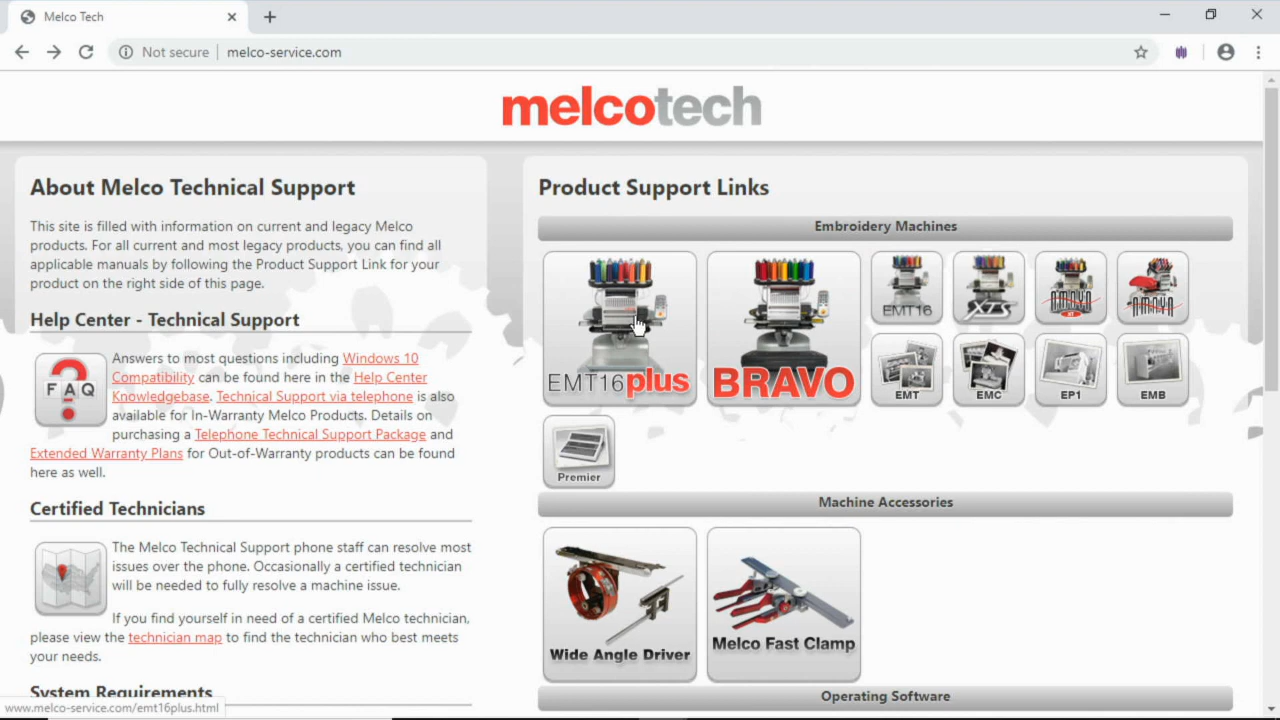 Melco Tech
Not secure
melco-service.com
melcotech
About Melco Technical Support
This site is filled with information on current and legacy Melco
products. For all current and most legacy products, you can find all
applicable manuals by following the Product Support Link for your
product on the right side of this page.
Help Center - Technical Support
FAQ
Answers to most questions including Windows 10
Compatibility can be found here in the Help Center
Knowledgebase. Technical Support via telephone is also
available for In-Warranty Melco Products. Details on
purchasing a Telephone Technical Support Package and
Extended Warranty Plans for Out-of-Warranty products can be found
here as well.
Certified Technicians
The Melco Technical Support phone staff can resolve most
issues over the phone. Occasionally a certified technician
will be needed to fully resolve a machine issue.
If you find yourself in need of a certified Melco technician,
please view the technician map to find the technician who best meets
your needs.
System Requirements
www.melco-service.com/emt16plus.html
Product Support Links
Embroidery Machines
EMT16plus
BRAVO
EMT16
XTS
AMAYA XT
AMAYA
EMT
EMC
EP1
EMB
Premier
Machine Accessories
Wide Angle Driver
Melco Fast Clamp
Operating Software